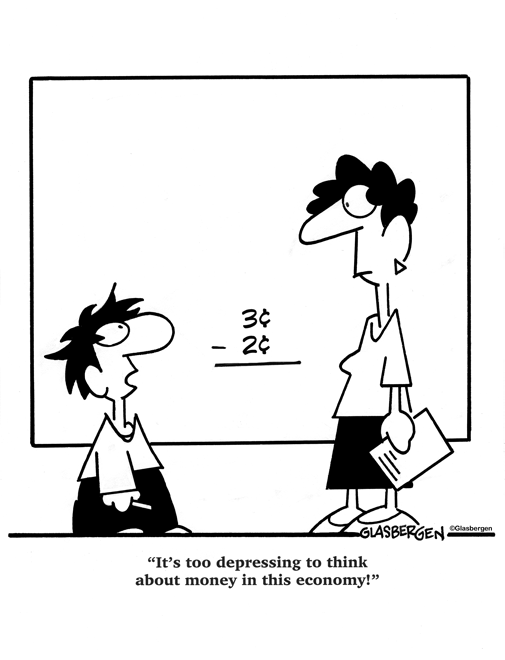 3¢
- 2¢
GLASBERGEN
©Glasbergen
“It’s too depressing to think
about money in this economy!”